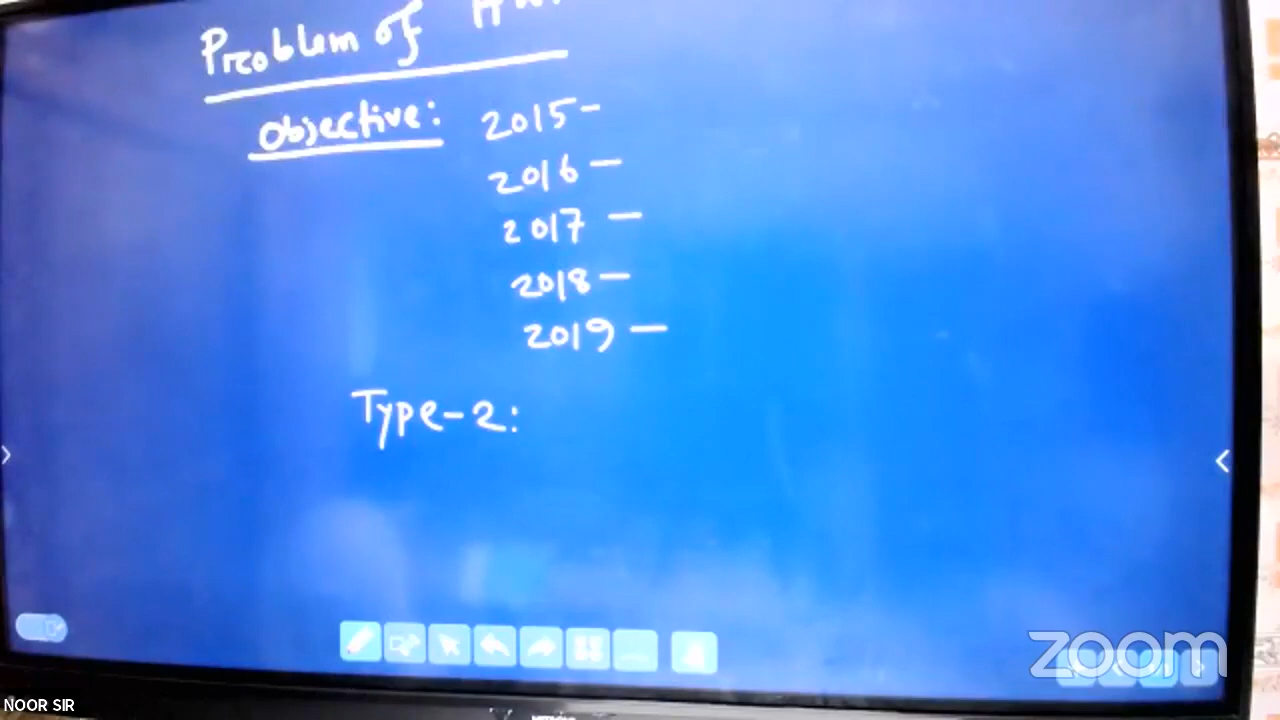 Problem of
Objective: 2015-
2016 —
2017 —
2018 —
2019 —
Type-2:
zoom
NOOR SIR